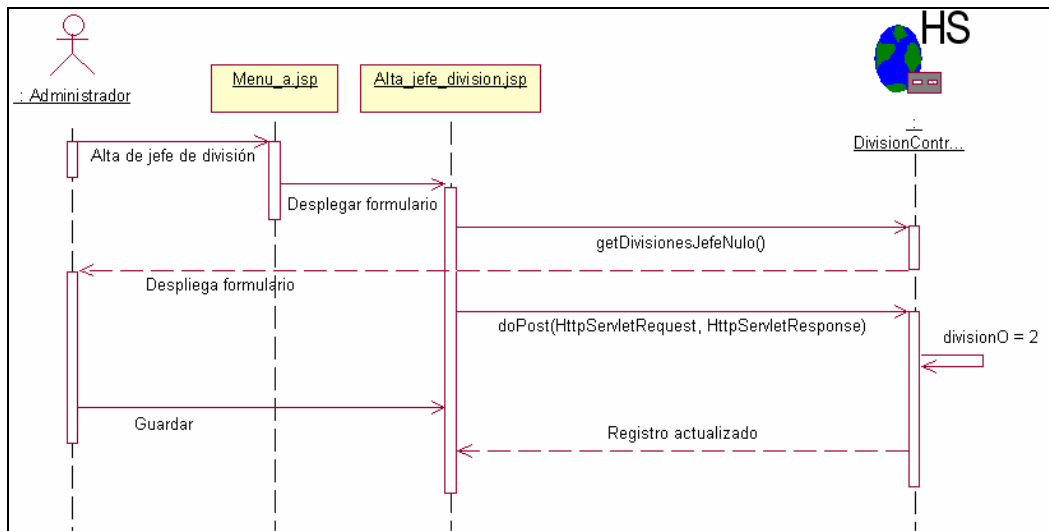 HS
: Administrador
Menu_a.jsp
Alta_jefe_division.jsp
:
DivisionContr...
Alta de jefe de división
Desplegar formulario
getDivisionesJefeNulo()
Despliega formulario
doPost(HttpServletRequest, HttpServletResponse)
divisionO = 2
Guardar
Registro actualizado